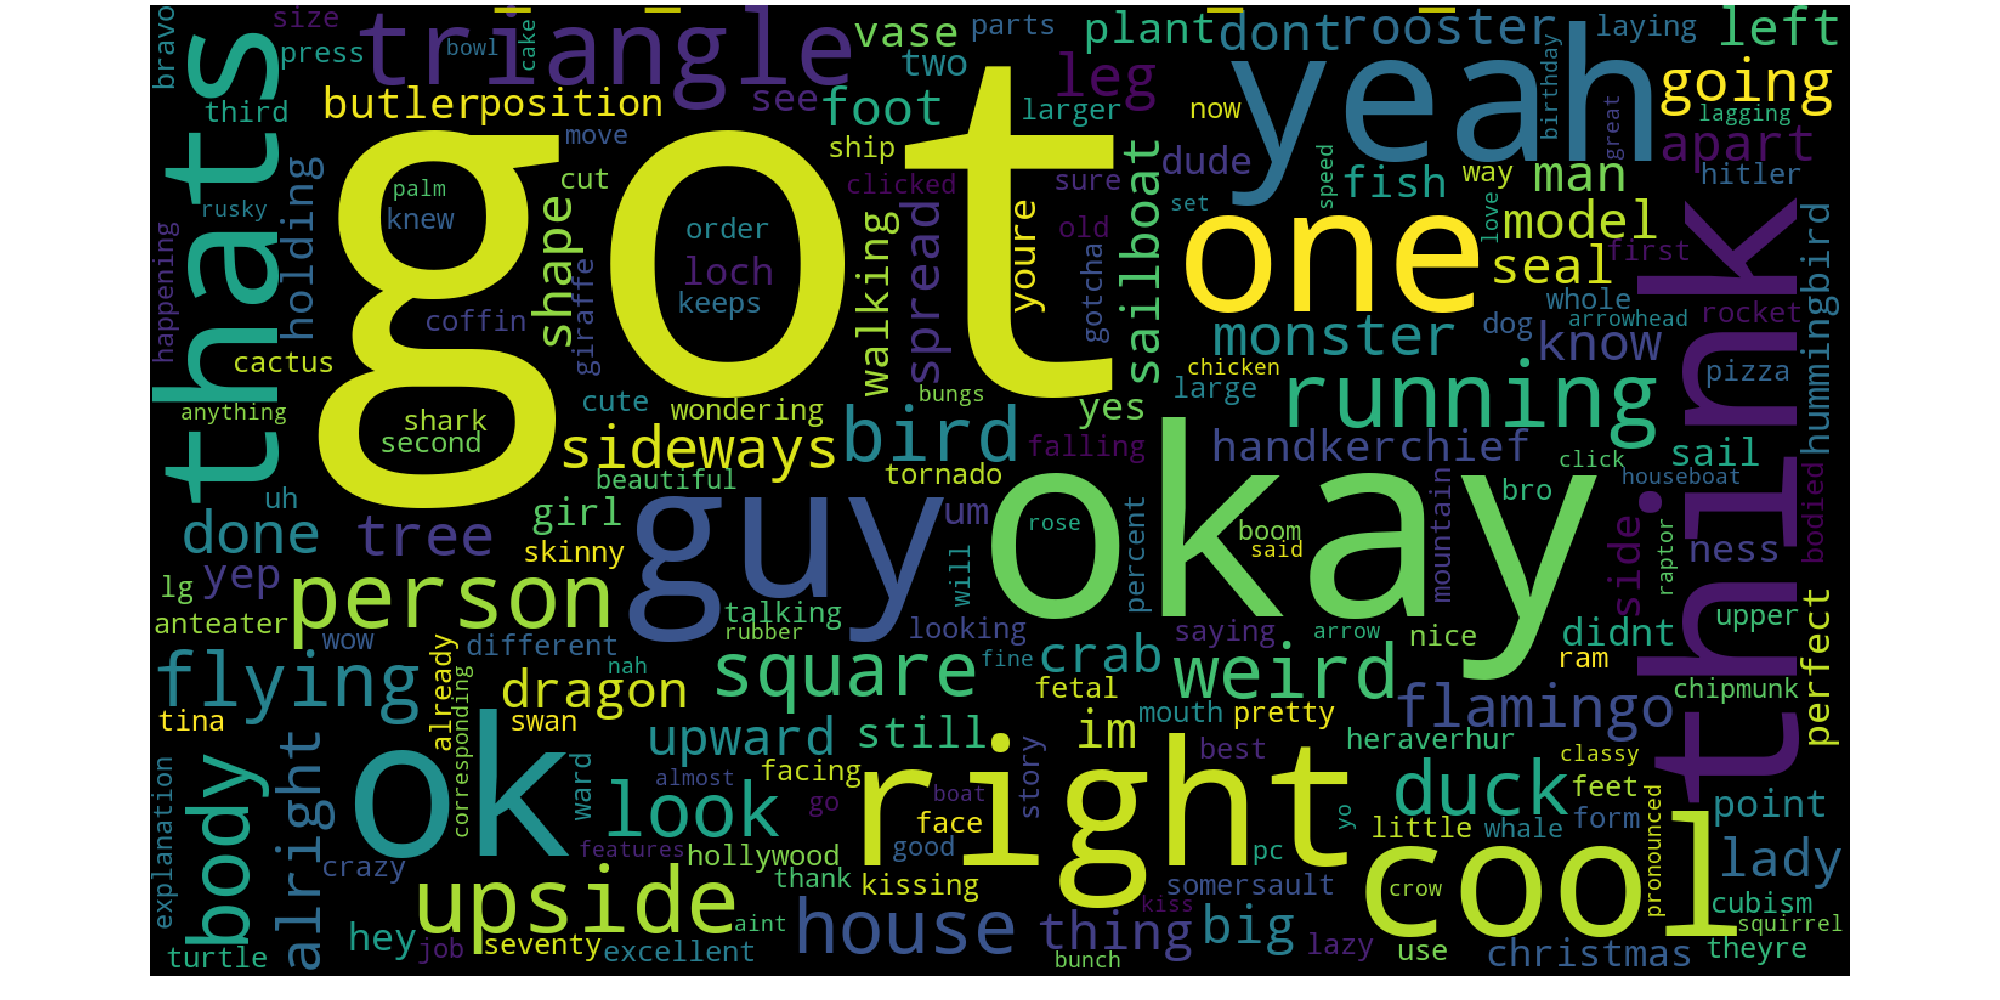 bravo
size
press
bowl
cake
triangle
vase
parts
plant
dont
rooster
laying
left
third
thats
butler
position
see
two
foot
leg
larger
now
yeah
birthday
great
going
lagging
apart
move
ship
cut
clicked
sure
dude
speed
fish
way
man
hitler
holding
palm
rusky
knew
got
order
loch
keeps
shape
giraffe
walking
spread
youre
old
gotcha
sailboat
set
one
love
model
first
seal
whole
rocket
hummingbird
happening
coffin
cactus
monster
dog
arrowhead
know
think
pizza
anything
shark
second
cute
wondering
bungs
yes
large
chicken
running
sideways
bird
falling
handkerchief
click
sail
houseboat
beautiful
tornado
uh
done
tree
girl
skinny
guy
um
rose
okay
percent
boom
said
mountain
bro
side
raptor
ness
bodied
lg
yep
anteater
person
talking
rubber
will
looking
saying
arrow
nice
didnt
upper
perfect
wow
different
nah
square
fine
crab
weird
ram
chipmunk
flying
already
corresponding
dragon
fetal
tina
swan
mouth
pretty
flamingo
body
alright
ok
ward
upward
still
im
best
heraverhur
classy
look
almost
facing
go
right
boat
story
duck
feet
point
explanation
crazy
features
hollywood
face
good
yo
little
whale
form
pronounced
lady
pc
cool
thank
kissing
somersault
crow
cubism
upside
kiss
squirrel
hey
job
seventy
excellent
aint
house
thing
big
lazy
use
christmas
theyre
turtle
bunch